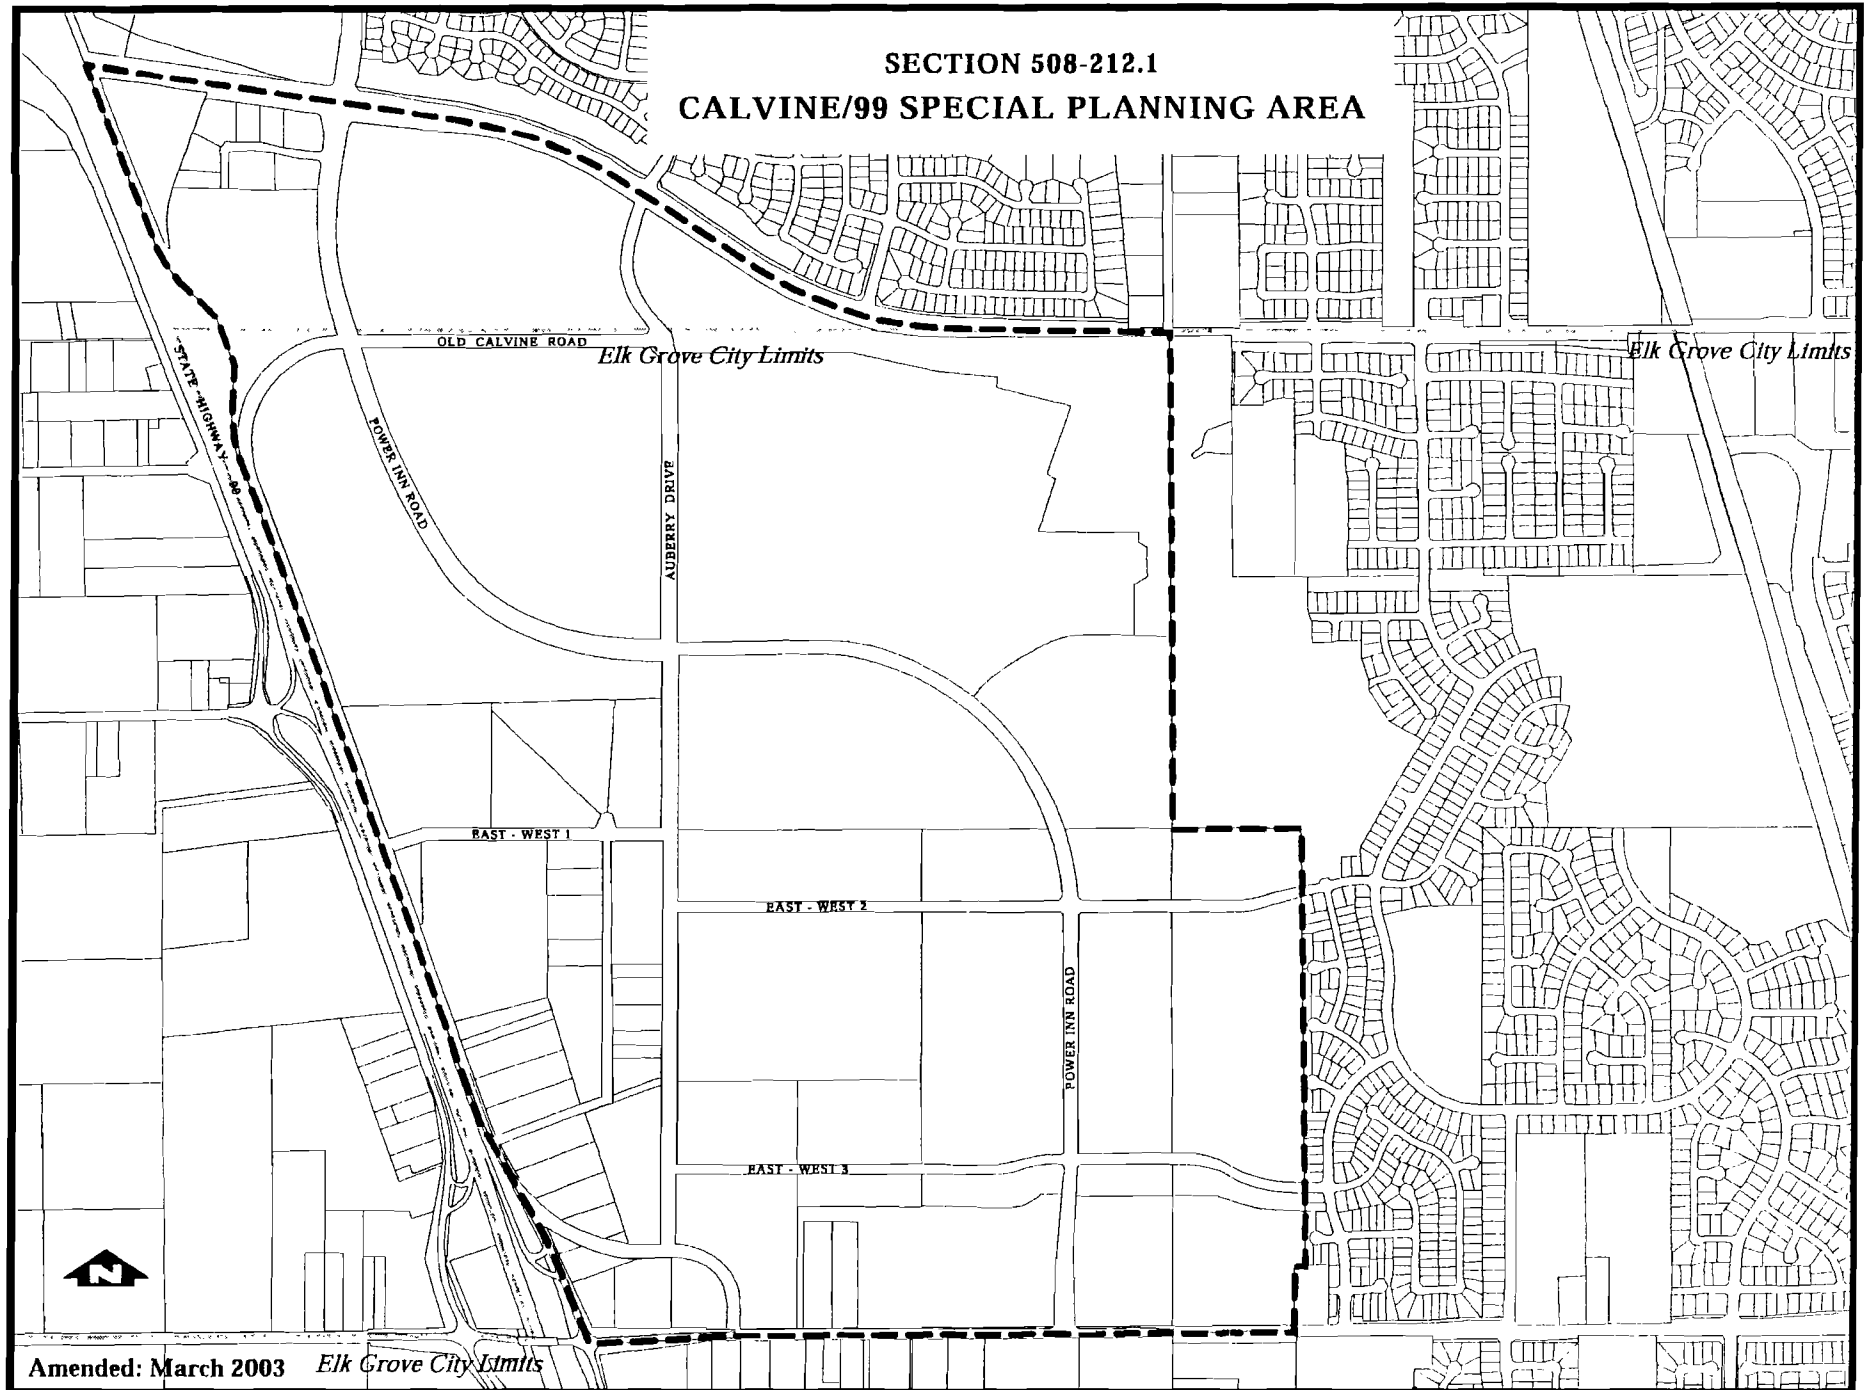 SECTION 508-212.1
CALVINE/99 SPECIAL PLANNING AREA
OLD CALVINE ROAD
Elk Grove City Limits
Elk Grove City Limits
STATE HIGHWAY 99
POWER INN ROAD
AUBERRY DRIVE
EAST - WEST 1
EAST - WEST 2
POWER INN ROAD
EAST - WEST 3
N
Amended: March 2003
Elk Grove City Limits